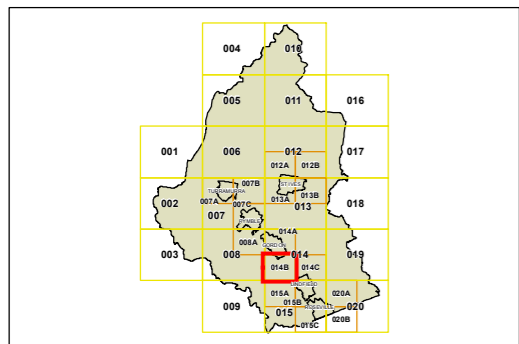 004 010
005 011 016
001 006 012 017
012A 012B
TURRAMURRA 007B ST.IVES
002 007A 007C 013A 013B 018
007 PYMBLE 013
014A
008A GORDON
003 008 014 019
014B 014C
LINDFIELD
015A 020A
009 015B ROSEVILLE 020
015 020B
015C